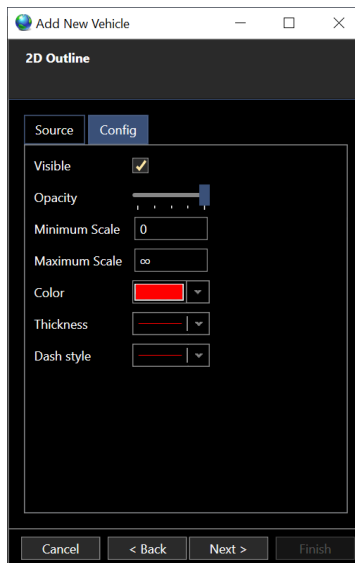 Add New Vehicle
2D Outline
Source Config
Visible
Opacity
Minimum Scale 0
Maximum Scale ∞
Color
Thickness
Dash style
Cancel < Back Next > Finish